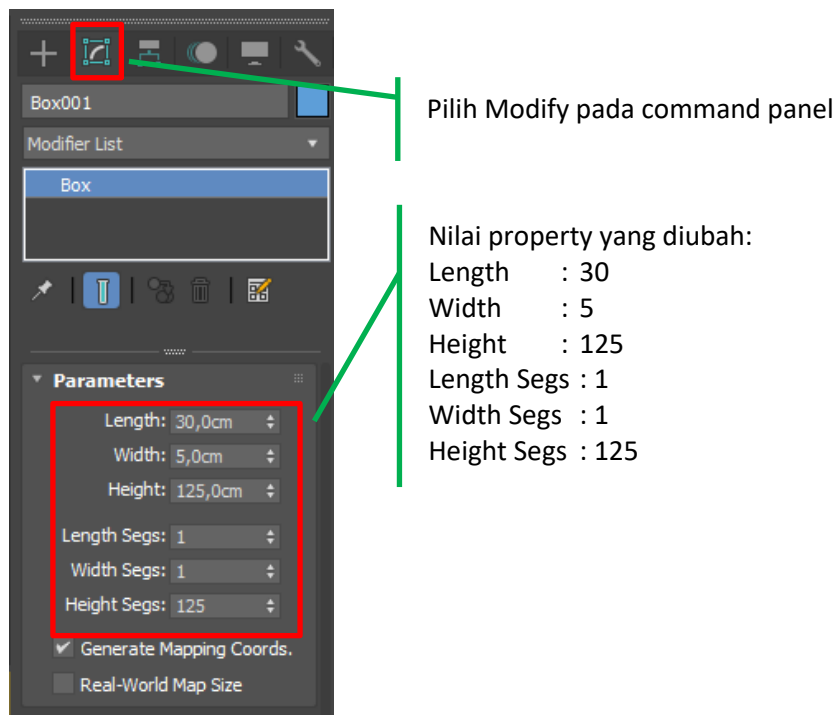 Box001
Pilih Modify pada command panel
Modifier List
Box
Nilai property yang diubah:
Length : 30
Width : 5
Height : 125
Length Segs : 1
Width Segs : 1
Height Segs : 125
Parameters
Length: 30,0cm
Width: 5,0cm
Height: 125,0cm
Length Segs: 1
Width Segs: 1
Height Segs: 125
Generate Mapping Coords.
Real-World Map Size